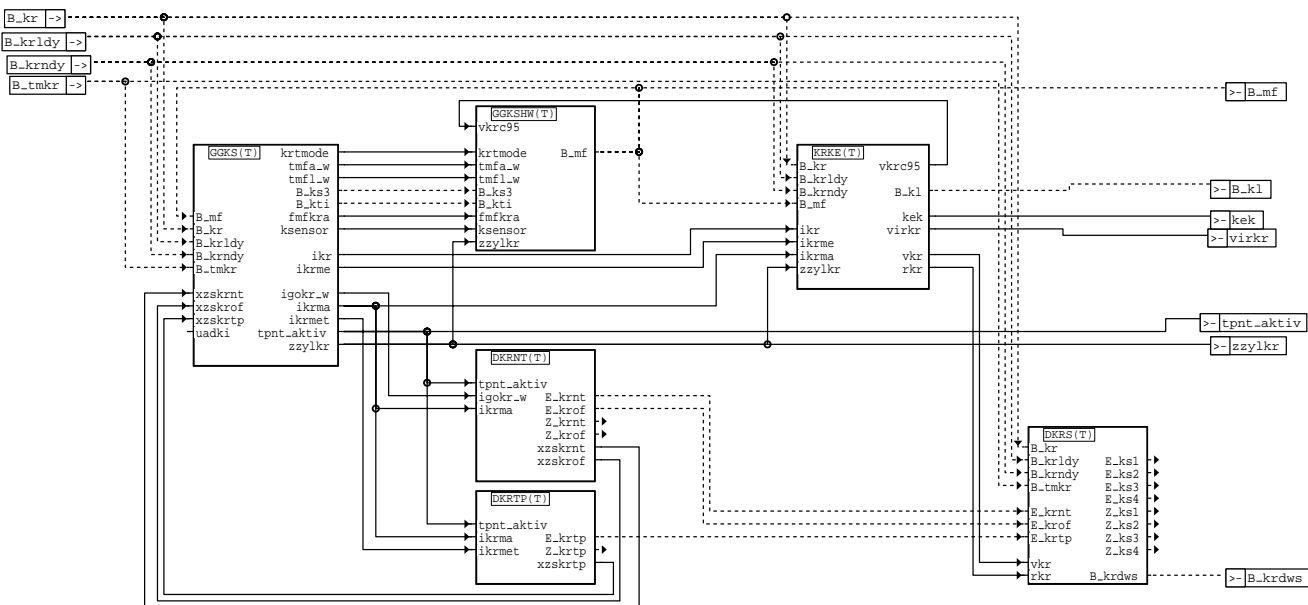 B_kr ->
B_krldy ->
B_krndy ->
B_tmkr ->
GGKS(T)
krtmode
tmfa_w
tmfl_w
B_ks3
B_kti
B_mf fmfkra
B_kr ksensor
B_krldy
B_krndy ikr
B_tmkr ikrme
xzskrnt igokr_w
xzskrof ikrma
xzskrtp ikrmet
uadki tpnt_aktiv
zzylkr
GGKSHW(T)
vkrc95
krtmode B_mf
tmfa_w
tmfl_w
B_ks3
B_kti
fmfkra
ksensor
zzylkr
DKRNT(T)
tpnt_aktiv
igokr_w E_krnt
ikrma E_krof
Z_krnt
Z_krof
xzskrnt
xzskrof
DKRTP(T)
tpnt_aktiv
ikrma E_krtp
ikrmet Z_krtp
xzskrtp
KRKE(T)
B_kr vkrc95
B_krldy
B_krndy B_kl
B_mf
kek
ikr virkr
ikrme
ikrma vkr
zzylkr rkr
DKRS(T)
B_kr
B_krldy E_ks1
B_krndy E_ks2
B_tmkr E_ks3
E_ks4
E_krnt Z_ks1
E_krof Z_ks2
E_krtp Z_ks3
Z_ks4
vkr
rkr B_krdws
>- B_mf
>- B_kl
>- kek
>- virkr
>- tpnt_aktiv
>- zzylkr
>- B_krdws